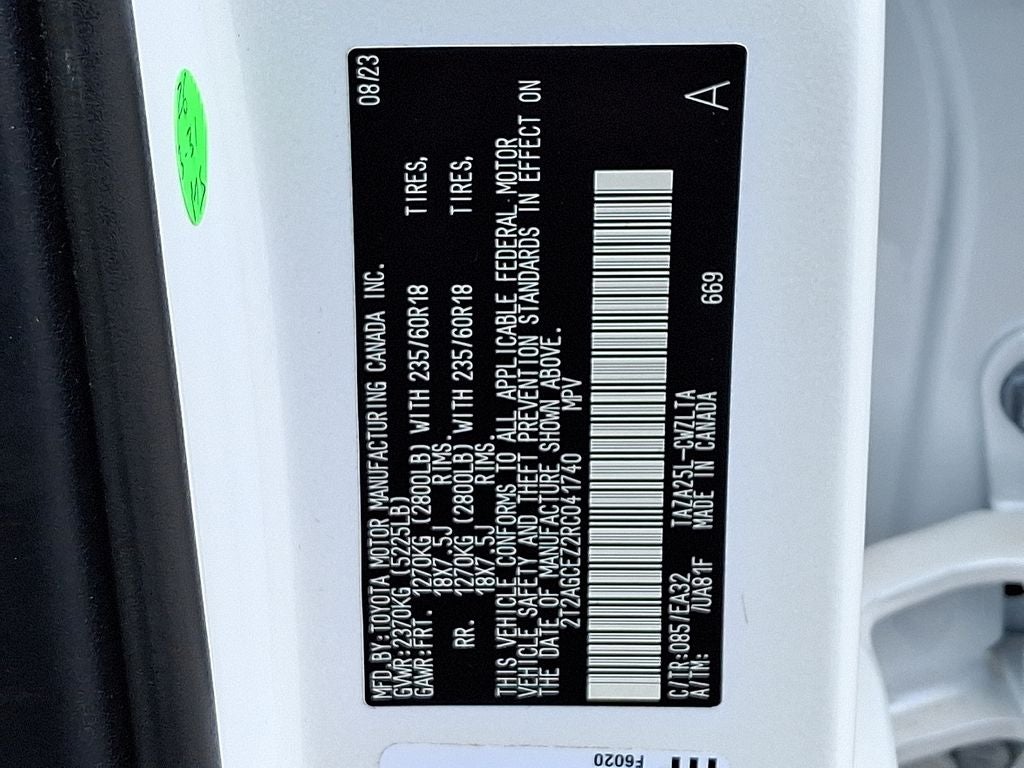 MFD.BY:TOYOTA MOTOR MANUFACTURING CANADA INC. 08/23
GVWR:2370KG (5225LB)
GAWR:FRT. 1270KG (2800LB) WITH 235/60R18 TIRES,
18X7.5J RIMS.
RR. 1270KG (2800LB) WITH 235/60R18 TIRES,
18X7.5J RIMS.
THIS VEHICLE CONFORMS TO ALL APPLICABLE FEDERAL MOTOR
VEHICLE SAFETY AND THEFT PREVENTION STANDARDS IN EFFECT ON
THE DATE OF MANUFACTURE SHOWN ABOVE.
2T2AGCEZ2RC041740 MPV
C/TR:085/EA32 TAZA25L-CWZLTA
A/TM: /UA81F MADE IN CANADA 669
A
F6020